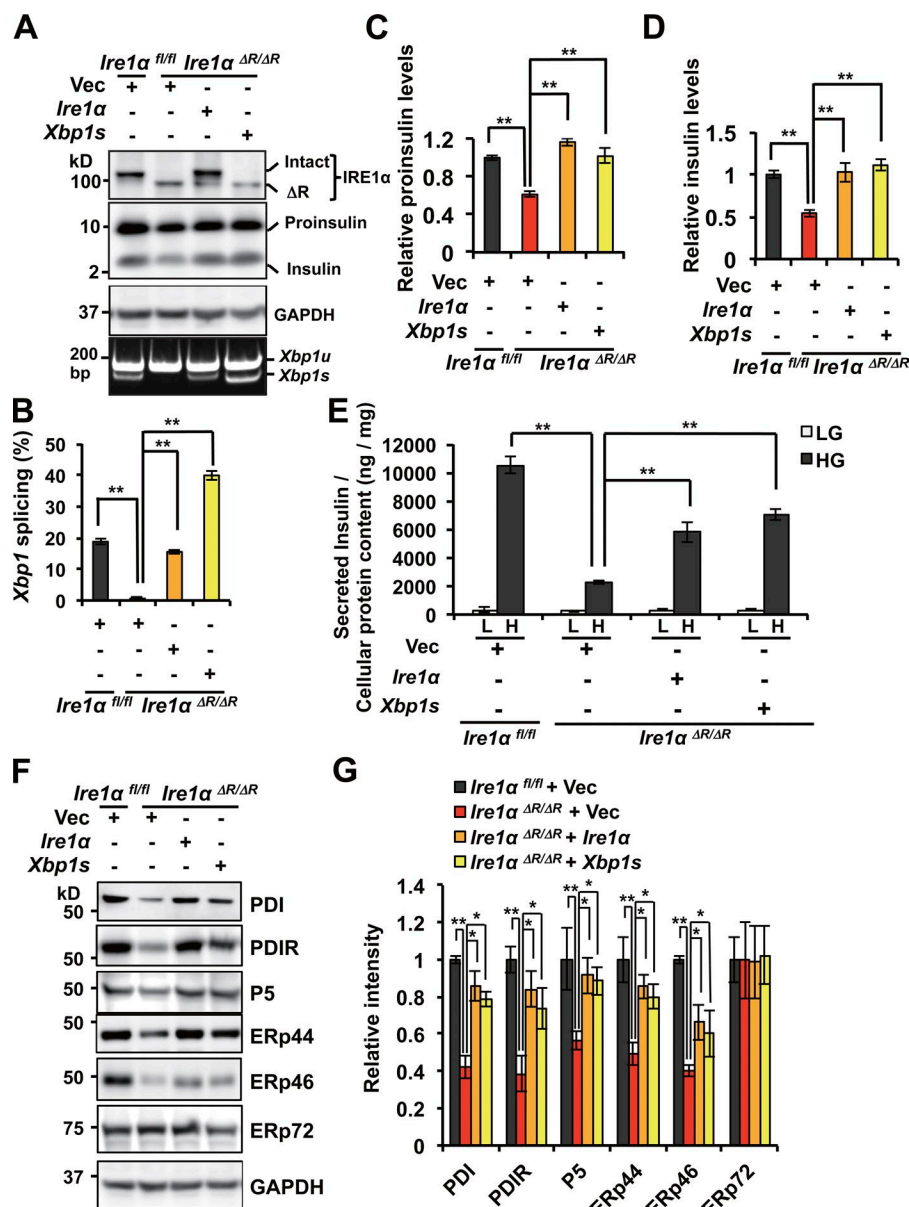 A
Ire1α fl/fl Ire1α ΔR/ΔR
Vec + + - -
Ire1α - - + -
Xbp1s - - - +
kD
100
Intact
ΔR
IRE1α
10
Proinsulin
2
Insulin
37
GAPDH
200
bp
Xbp1u
Xbp1s
B
Xbp1 splicing (%)
50
40
30
20
10
0
**
**
**
+ + - -
- - + -
- - - +
Ire1α fl/fl Ire1α ΔR/ΔR
C
Relative proinsulin levels
1.2
0.8
0.4
0
**
**
**
Vec + + - -
Ire1α - - + -
Xbp1s - - - +
Ire1α fl/fl Ire1α ΔR/ΔR
D
Relative insulin levels
1.5
1
0.5
0
**
**
**
+ + - -
- - + -
- - - +
Ire1α fl/fl Ire1α ΔR/ΔR
E
Secreted Insulin /
Cellular protein content (ng / mg)
12000
10000
8000
6000
4000
2000
0
**
**
**
LG
HG
L H L H L H L H
Vec + + - -
Ire1α - - + -
Xbp1s - - - +
Ire1α fl/fl Ire1α ΔR/ΔR
F
Ire1α fl/fl Ire1α ΔR/ΔR
Vec + + - -
Ire1α - - + -
Xbp1s - - - +
kD
50
PDI
50
PDIR
50
P5
50
ERp44
50
ERp46
75
ERp72
37
GAPDH
G
Ire1α fl/fl + Vec
Ire1α ΔR/ΔR + Vec
Ire1α ΔR/ΔR + Ire1α
Ire1α ΔR/ΔR + Xbp1s
Relative intensity
1.4
1.2
1
0.8
0.6
0.4
0.2
0
** * *
** * *
** * *
** * *
** * *
PDI PDIR P5 ERp44 ERp46 ERp72